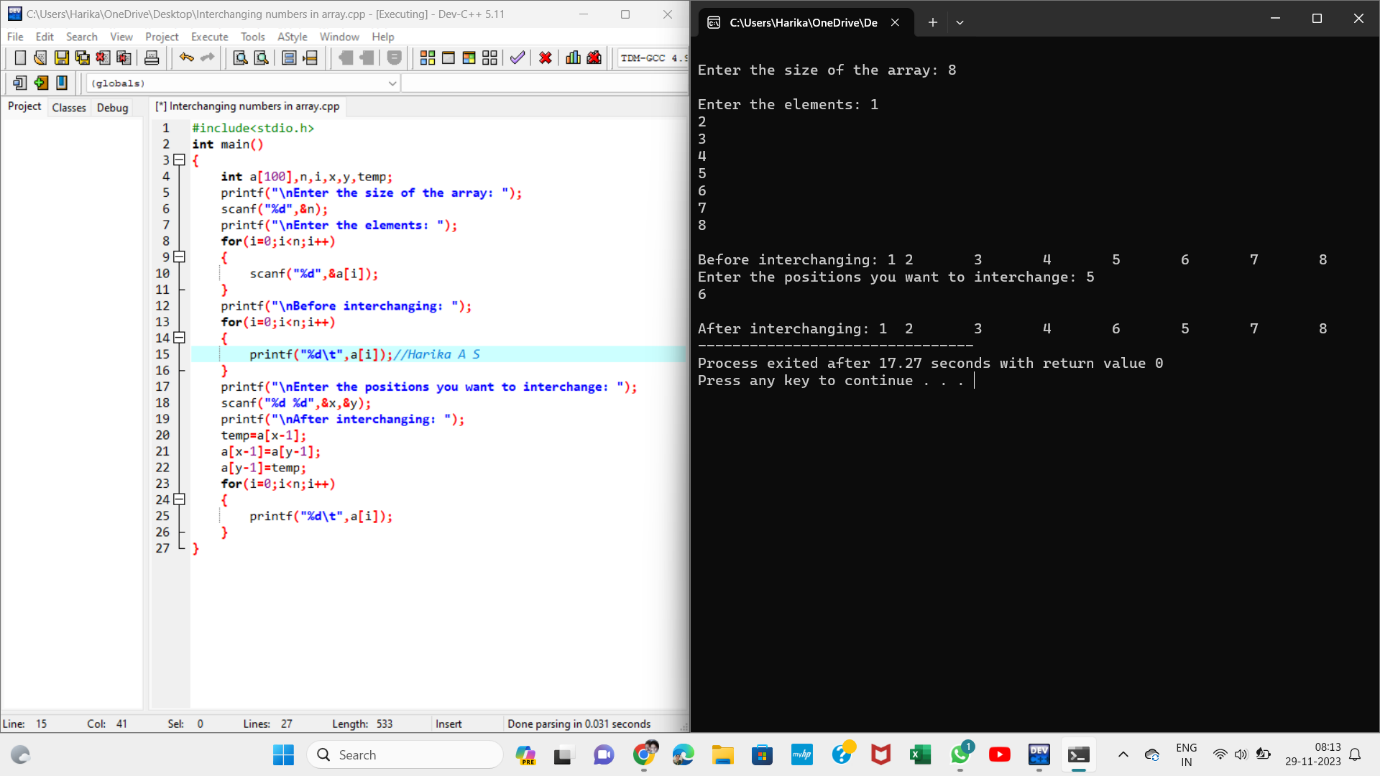 C:\Users\Harika\OneDrive\Desktop\Interchanging numbers in array.cpp - [Executing] - Dev-C++ 5.11
File Edit Search View Project Execute Tools AStyle Window Help
TDM-GCC 4.9
(globals)
Project Classes Debug
[*] Interchanging numbers in array.cpp
1 #include<stdio.h>
2 int main()
3 {
4 int a[100],n,i,x,y,temp;
5 printf("\nEnter the size of the array: ");
6 scanf("%d",&n);
7 printf("\nEnter the elements: ");
8 for(i=0;i<n;i++)
9 {
10 scanf("%d",&a[i]);
11 }
12 printf("\nBefore interchanging: ");
13 for(i=0;i<n;i++)
14 {
15 printf("%d\t",a[i]);//Harika A S
16 }
17 printf("\nEnter the positions you want to interchange: ");
18 scanf("%d %d",&x,&y);
19 printf("\nAfter interchanging: ");
20 temp=a[x-1];
21 a[x-1]=a[y-1];
22 a[y-1]=temp;
23 for(i=0;i<n;i++)
24 {
25 printf("%d\t",a[i]);
26 }
27 }
Line: 15 Col: 41 Sel: 0 Lines: 27 Length: 533 Insert Done parsing in 0.031 seconds
C:\Users\Harika\OneDrive\De
Enter the size of the array: 8
Enter the elements: 1
2
3
4
5
6
7
8
Before interchanging: 1 2 3 4 5 6 7 8
Enter the positions you want to interchange: 5
6
After interchanging: 1 2 3 4 6 5 7 8
--------------------------------
Process exited after 17.27 seconds with return value 0
Press any key to continue . . .
Search
PRE
myhp
1
DEV
ENG
IN
08:13
29-11-2023